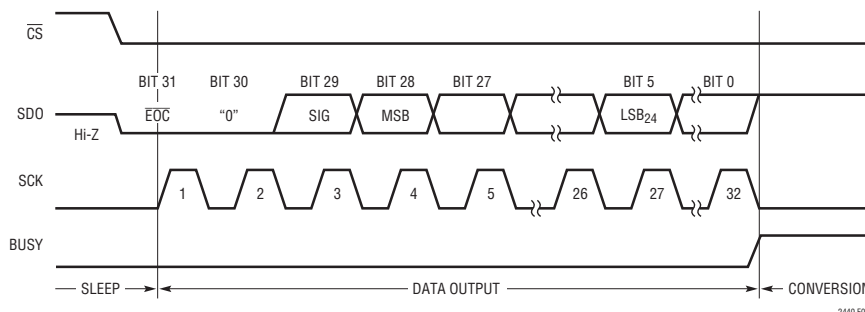 CS
BIT 31 BIT 30 BIT 29 BIT 28 BIT 27 BIT 5 BIT 0
SDO EOC “0” SIG MSB LSB24
Hi-Z
SCK 1 2 3 4 5 26 27 32
BUSY
SLEEP DATA OUTPUT CONVERSION